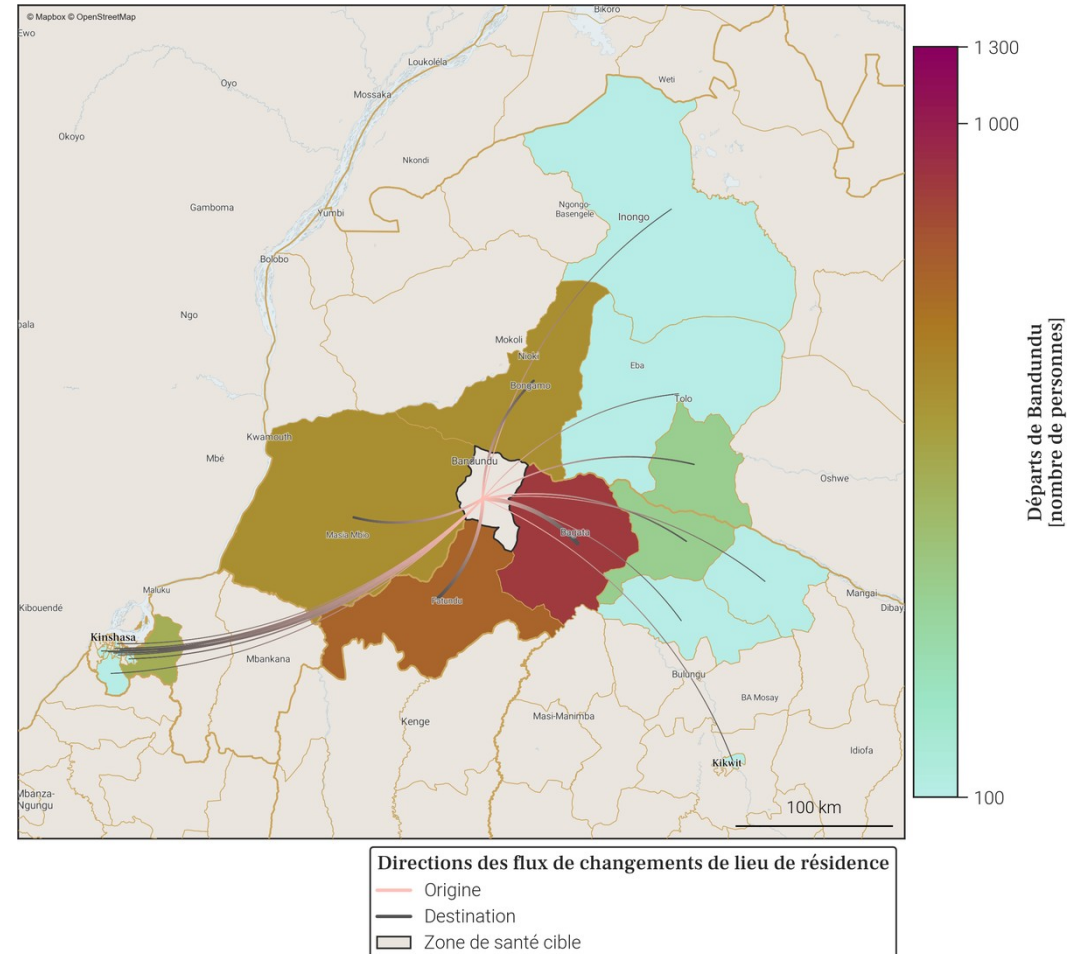 © Mapbox © OpenStreetMap
Bikoro
Ewo
Loukoléla
Oyo
Weti
Mossaka
Okoyo
Nkondi
Gamboma
Yumbi
Ngongo-
Basengele
Inongo
Bolobo
Ngo
Mokoli
Nioki
Eba
Bongamo
Tolo
Kwamouth
Mbé
Bandundu
Oshwe
Masia Mbio
Bagata
Maluku
Fatundu
Mangai
Kibouendé
Dibay
Kinshasa
Mbankana
Bulungu
BA Mosay
Kenge
Masi-Manimba
Idiofa
Kikwit
Mbanza-
Ngungu
100 km
1 300
1 000
100
Départs de Bandundu
[nombre de personnes]
Directions des flux de changements de lieu de résidence
Origine
Destination
Zone de santé cible